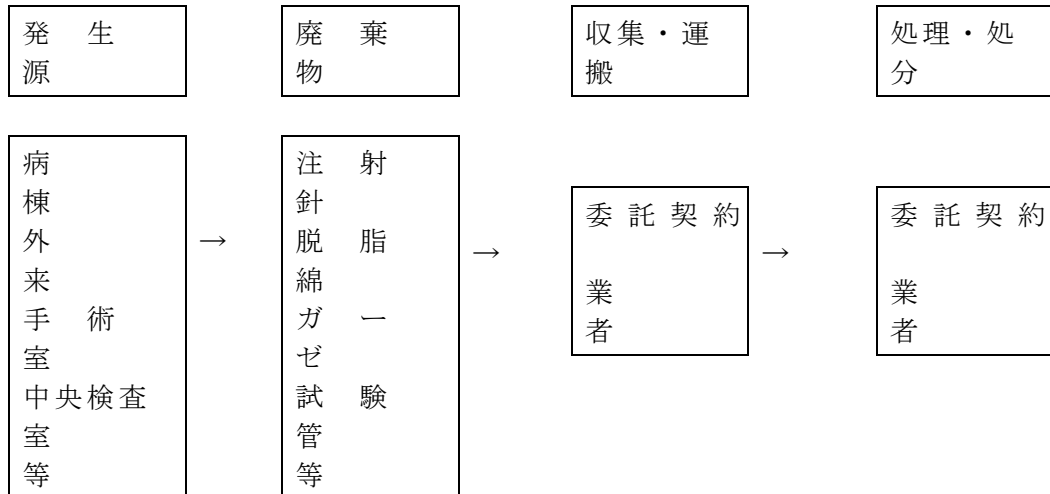 発　生
源
廃　棄
物
収集・運
搬
処理・処
分
病
棟
外
来
手　術
室
中央検査
室
等
→
注　射
針
脱　脂
綿
ガ　ー
ゼ
試　験
管
等
→
委託契約
業
者
→
委託契約
業
者